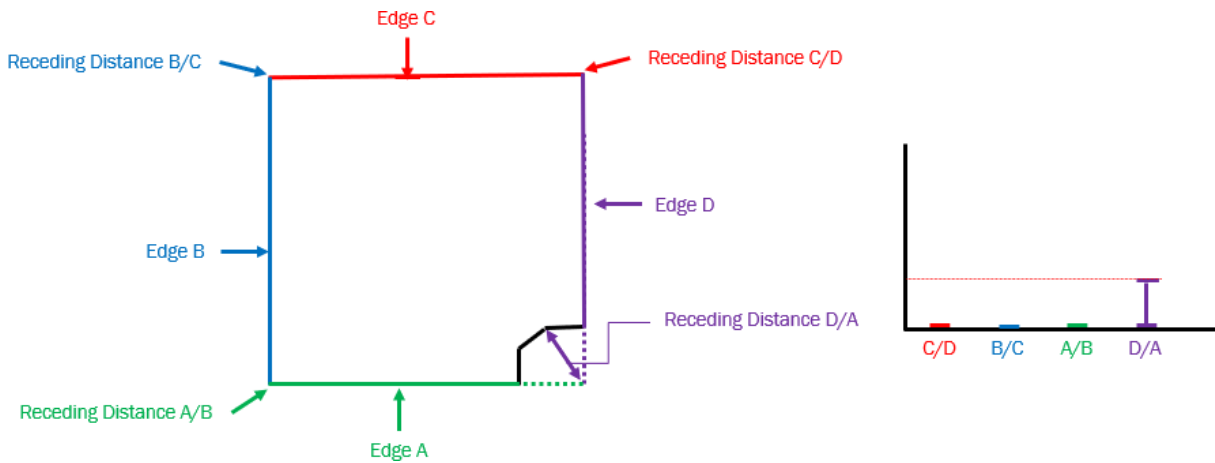 Edge C
Receding Distance B/C
Receding Distance C/D
Edge D
Edge B
Receding Distance D/A
Receding Distance A/B
Edge A
C/D
B/C
A/B
D/A